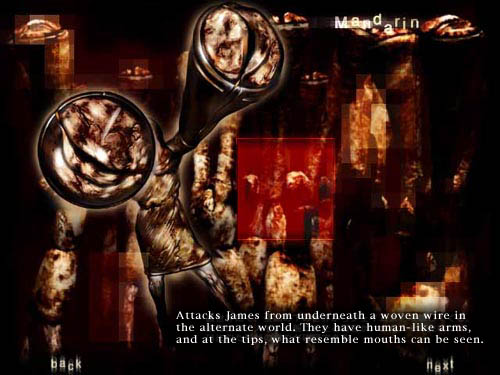 Mandarin
Attacks James from underneath a woven wire in
the alternate world. They have human-like arms,
and at the tips, what resemble mouths can be seen.
back
next